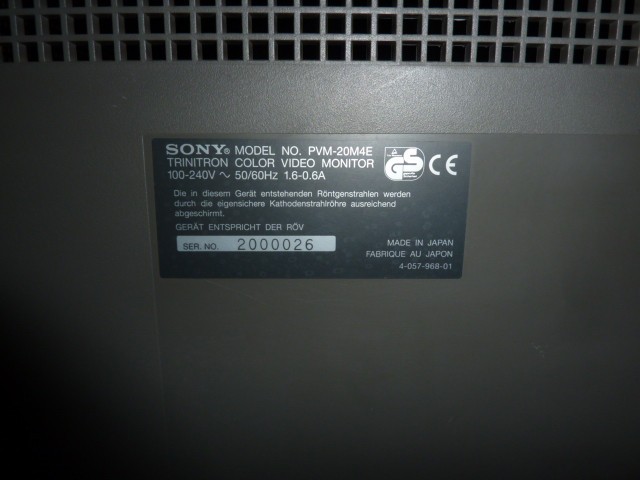 SONY® MODEL NO. PVM-20M4E
TRINITRON COLOR VIDEO MONITOR
100-240V ~ 50/60Hz 1.6-0.6A
Die in diesem Gerät entstehenden Röntgenstrahlen werden
durch die eigensichere Kathodenstrahlröhre ausreichend
abgeschirmt.
GERÄT ENTSPRICHT DER RÖV
SER. NO. 2000026
MADE IN JAPAN
FABRIQUE AU JAPON
4-057-968-01
GS CE